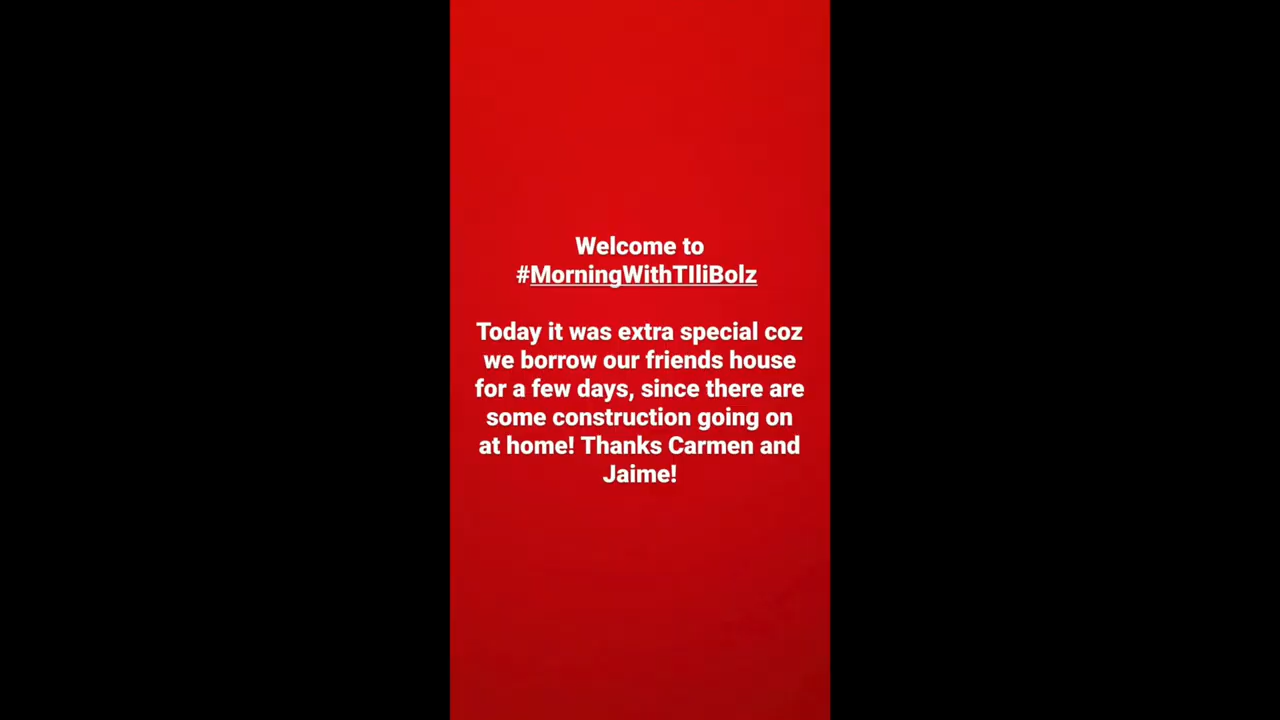 Welcome to
#MorningWithTIliBolz
Today it was extra special coz
we borrow our friends house
for a few days, since there are
some construction going on
at home! Thanks Carmen and
Jaime!